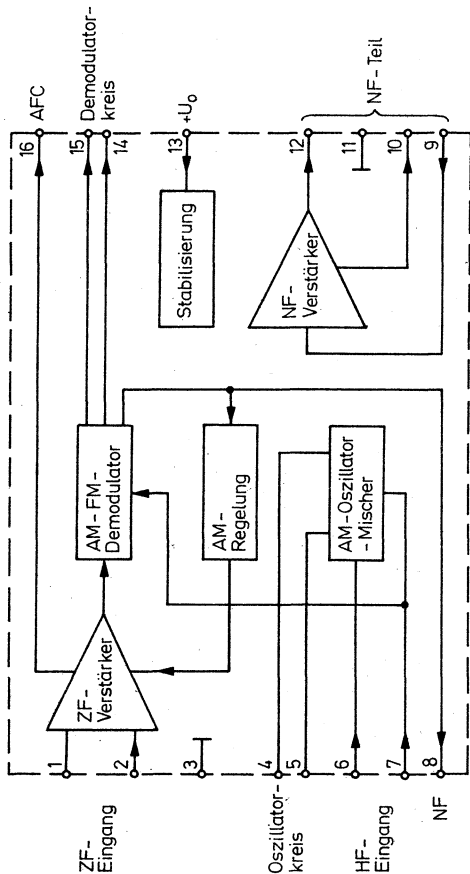 16
AFC
15
Demodulator-
kreis
14
13
+U₀
12
NF-Teil
11
10
9
Stabilisierung
NF-
Verstärker
AM-FM-
Demodulator
AM-
Regelung
AM-Oszillator
-Mischer
ZF-
Verstärker
1
2
ZF-
Eingang
3
4
Oszillator-
kreis
5
6
HF-
Eingang
7
8
NF